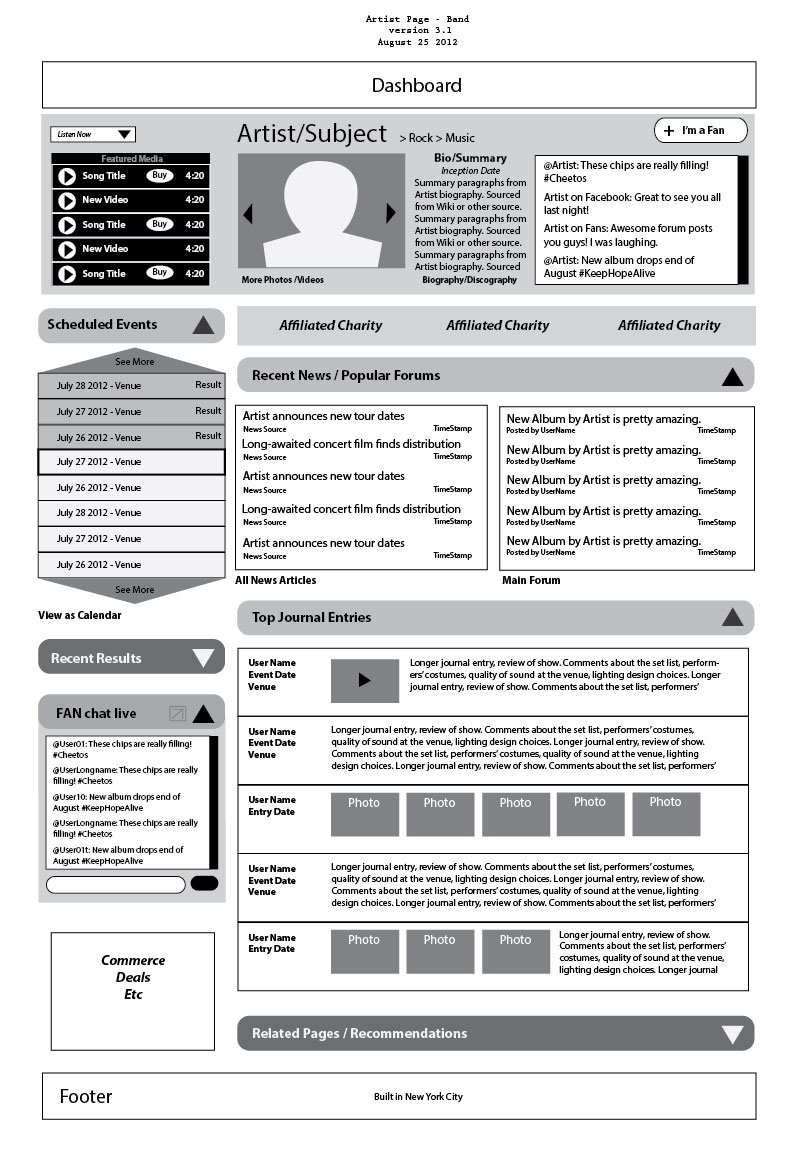 Artist Page - Band
version 3.1
August 25 2012
Dashboard
Listen Now
Featured Media
Song Title Buy 4:20
New Video 4:20
Song Title Buy 4:20
New Video 4:20
Song Title Buy 4:20
Artist/Subject > Rock > Music
More Photos /Videos
Bio/Summary
Inception Date
Summary paragraphs from
Artist biography. Sourced
from Wiki or other source.
Summary paragraphs from
Artist biography. Sourced
from Wiki or other source.
Summary paragraphs from
Artist biography. Sourced
Biography/Discography
+ I'm a Fan
@Artist: These chips are really filling!
#Cheetos
Artist on Facebook: Great to see you all
last night!
Artist on Fans: Awesome forum posts
you guys! I was laughing.
@Artist: New album drops end of
August #KeepHopeAlive
Scheduled Events
See More
July 28 2012 - Venue Result
July 27 2012 - Venue Result
July 26 2012 - Venue Result
July 27 2012 - Venue
July 26 2012 - Venue
July 28 2012 - Venue
July 27 2012 - Venue
July 26 2012 - Venue
See More
View as Calendar
Recent Results
FAN chat live
@User01: These chips are really filling!
#Cheetos
@UserLongname: These chips are really
filling! #Cheetos
@User10: New album drops end of
August #KeepHopeAlive
@UserLongname: These chips are really
filling! #Cheetos
@User01t: New album drops end of
August #KeepHopeAlive
Commerce
Deals
Etc
Affiliated Charity Affiliated Charity Affiliated Charity
Recent News / Popular Forums
Artist announces new tour dates
News Source TimeStamp
Long-awaited concert film finds distribution
News Source TimeStamp
Artist announces new tour dates
News Source TimeStamp
Long-awaited concert film finds distribution
News Source TimeStamp
Artist announces new tour dates
News Source TimeStamp
All News Articles
New Album by Artist is pretty amazing.
Posted by UserName TimeStamp
New Album by Artist is pretty amazing.
Posted by UserName TimeStamp
New Album by Artist is pretty amazing.
Posted by UserName TimeStamp
New Album by Artist is pretty amazing.
Posted by UserName TimeStamp
New Album by Artist is pretty amazing.
Posted by UserName TimeStamp
Main Forum
Top Journal Entries
User Name
Event Date
Venue
Longer journal entry, review of show. Comments about the set list, perform-
ers' costumes, quality of sound at the venue, lighting design choices. Longer
journal entry, review of show. Comments about the set list, performers'
User Name
Event Date
Venue
Longer journal entry, review of show. Comments about the set list, performers' costumes,
quality of sound at the venue, lighting design choices. Longer journal entry, review of show.
Comments about the set list, performers' costumes, quality of sound at the venue, lighting
design choices. Longer journal entry, review of show. Comments about the set list, performers'
User Name
Entry Date
Photo Photo Photo Photo Photo
User Name
Event Date
Venue
Longer journal entry, review of show. Comments about the set list, performers' costumes,
quality of sound at the venue, lighting design choices. Longer journal entry, review of show.
Comments about the set list, performers' costumes, quality of sound at the venue, lighting
design choices. Longer journal entry, review of show. Comments about the set list, performers'
User Name
Entry Date
Photo Photo Photo
Longer journal entry, review of show.
Comments about the set list, performers'
costumes, quality of sound at the venue,
lighting design choices. Longer journal
Related Pages / Recommendations
Footer
Built in New York City